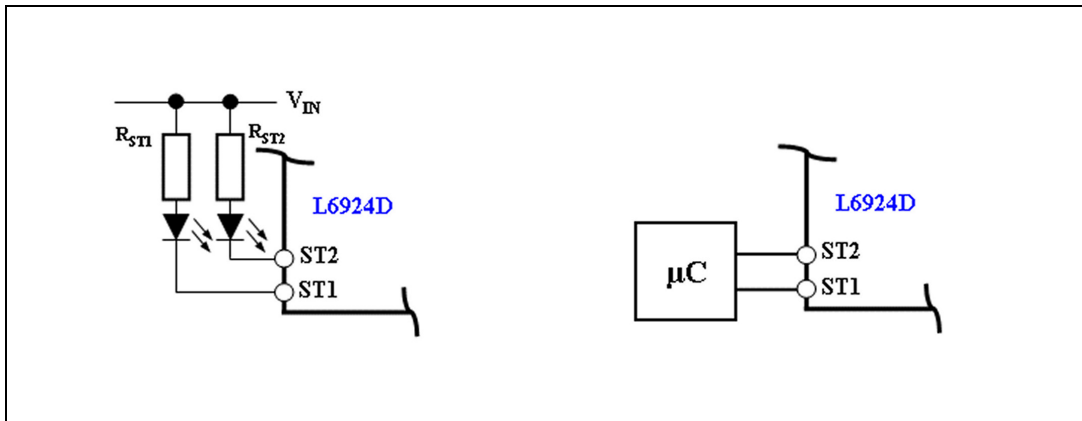 V_IN
R_ST1
R_ST2
L6924D
ST2
ST1
L6924D
µC
ST2
ST1